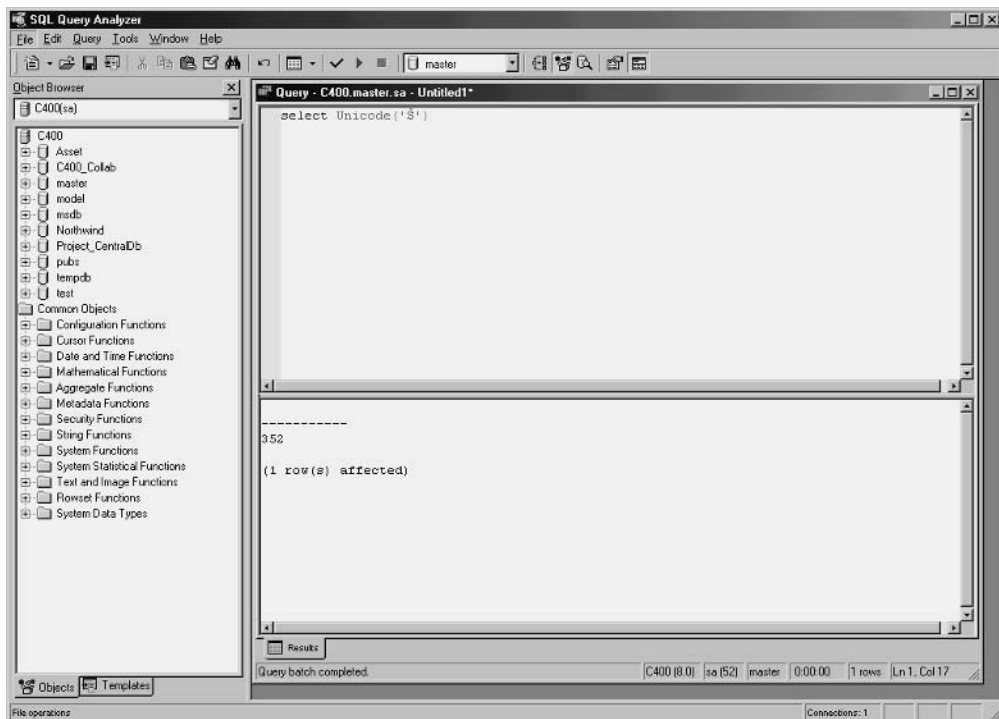 SQL Query Analyzer
File Edit Query Tools Window Help
master
Object Browser
C400(sa)
C400
Asset
C400_Collab
master
model
msdb
Northwind
Project_CentralDb
pubs
tempdb
test
Common Objects
Configuration Functions
Cursor Functions
Date and Time Functions
Mathematical Functions
Aggregate Functions
Metadata Functions
Security Functions
String Functions
System Functions
System Statistical Functions
Text and Image Functions
Rowset Functions
System Data Types
Objects Templates
Query - C400.master.sa - Untitled1*
select Unicode('Š')
-----------
352
(1 row(s) affected)
Results
Query batch completed. C400 (8.0) sa (52) master 0:00:00 1 rows Ln 1, Col 17
File operations Connections: 1